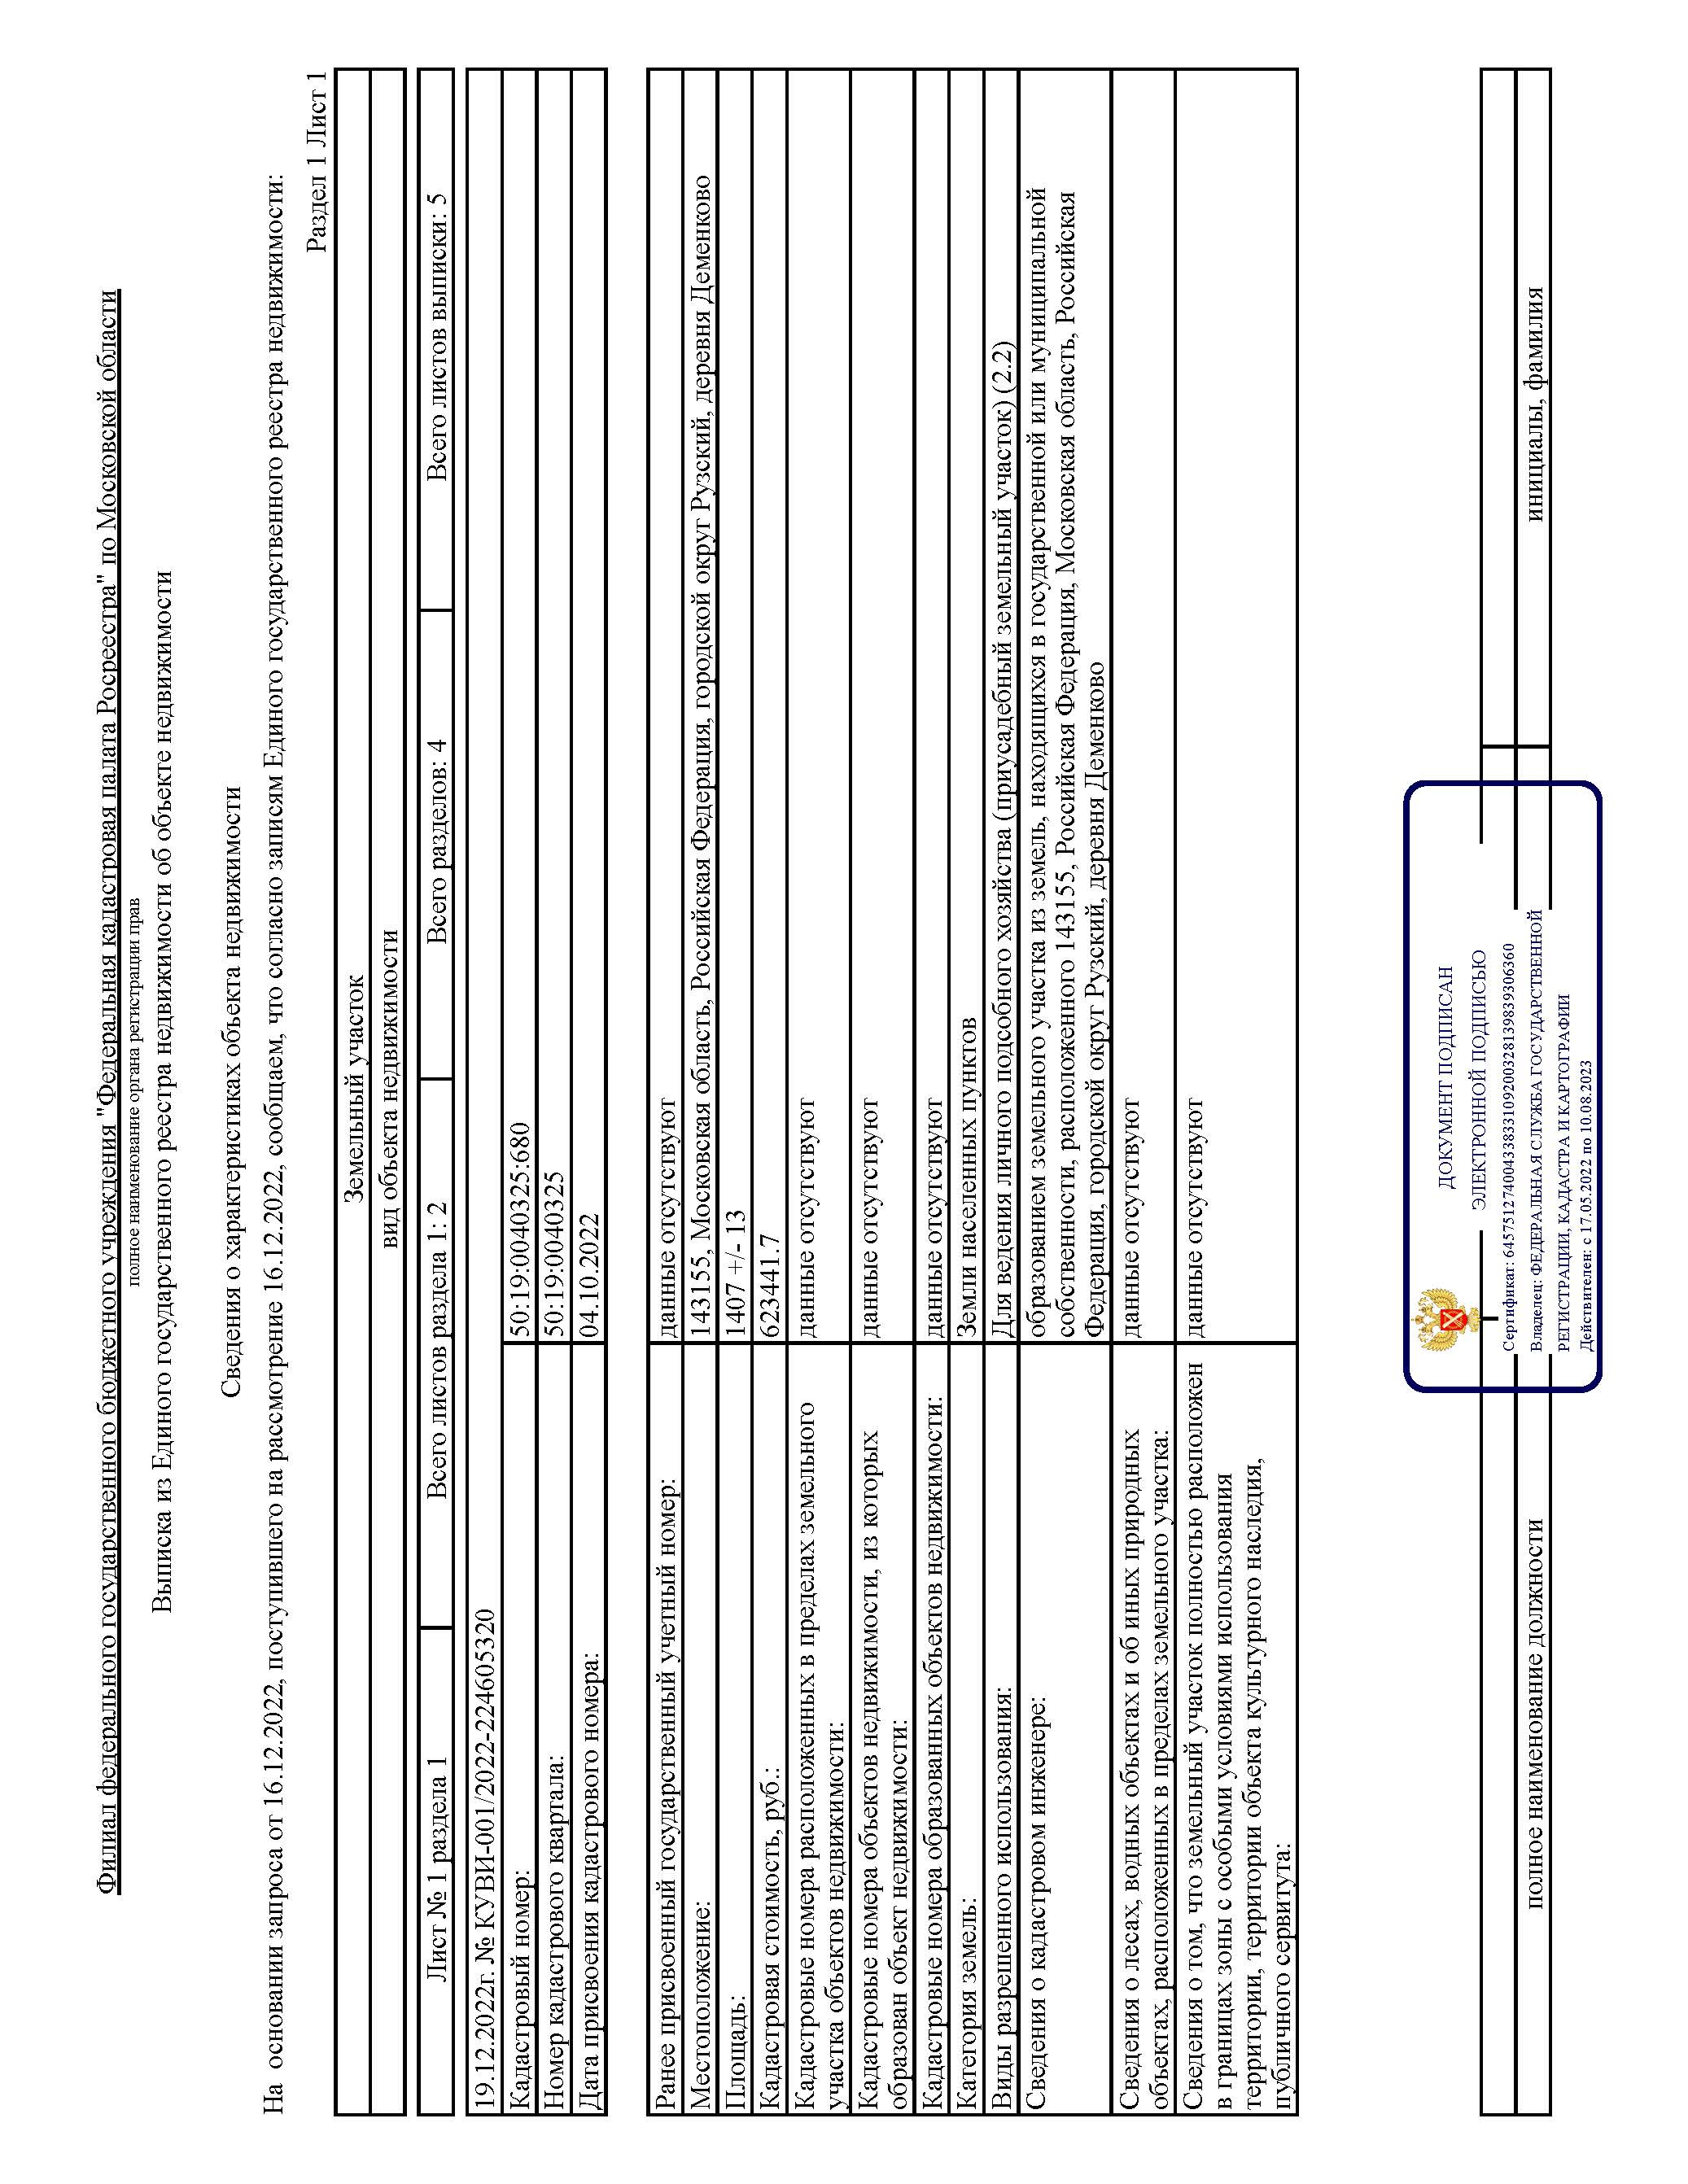 Филиал федерального государственного бюджетного учреждения "Федеральная кадастровая палата Росреестра" по Московской области
полное наименование органа регистрации прав
Выписка из Единого государственного реестра недвижимости об объекте недвижимости
Сведения о характеристиках объекта недвижимости
На основании запроса от 16.12.2022, поступившего на рассмотрение 16.12.2022, сообщаем, что согласно записям Единого государственного реестра недвижимости:
Раздел 1 Лист 1
Земельный участок
вид объекта недвижимости
Лист № 1 раздела 1 Всего листов раздела 1: 2 Всего разделов: 4 Всего листов выписки: 5
19.12.2022г. № КУВИ-001/2022-224605320
Кадастровый номер: 50:19:0040325:680
Номер кадастрового квартала: 50:19:0040325
Дата присвоения кадастрового номера: 04.10.2022
Ранее присвоенный государственный учетный номер: данные отсутствуют
Местоположение: 143155, Московская область, Российская Федерация, городской округ Рузский, деревня Деменково
Площадь: 1407 +/- 13
Кадастровая стоимость, руб.: 623441.7
Кадастровые номера расположенных в пределах земельного данные отсутствуют
участка объектов недвижимости:
Кадастровые номера объектов недвижимости, из которых данные отсутствуют
образован объект недвижимости:
Кадастровые номера образованных объектов недвижимости: данные отсутствуют
Категория земель: Земли населенных пунктов
Виды разрешенного использования: Для ведения личного подсобного хозяйства (приусадебный земельный участок) (2.2)
Сведения о кадастровом инженере: образованием земельного участка из земель, находящихся в государственной или муниципальной
собственности, расположенного 143155, Российская Федерация, Московская область, Российская
Федерация, городской округ Рузский, деревня Деменково
Сведения о лесах, водных объектах и об иных природных данные отсутствуют
объектах, расположенных в пределах земельного участка:
Сведения о том, что земельный участок полностью расположен данные отсутствуют
в границах зоны с особыми условиями использования
территории, территории объекта культурного наследия,
публичного сервитута:
ДОКУМЕНТ ПОДПИСАН
ЭЛЕКТРОННОЙ ПОДПИСЬЮ
Сертификат: 64575127400433833109200328139839306360
Владелец: ФЕДЕРАЛЬНАЯ СЛУЖБА ГОСУДАРСТВЕННОЙ
РЕГИСТРАЦИИ, КАДАСТРА И КАРТОГРАФИИ
Действителен: с 17.05.2022 по 10.08.2023
полное наименование должности инициалы, фамилия